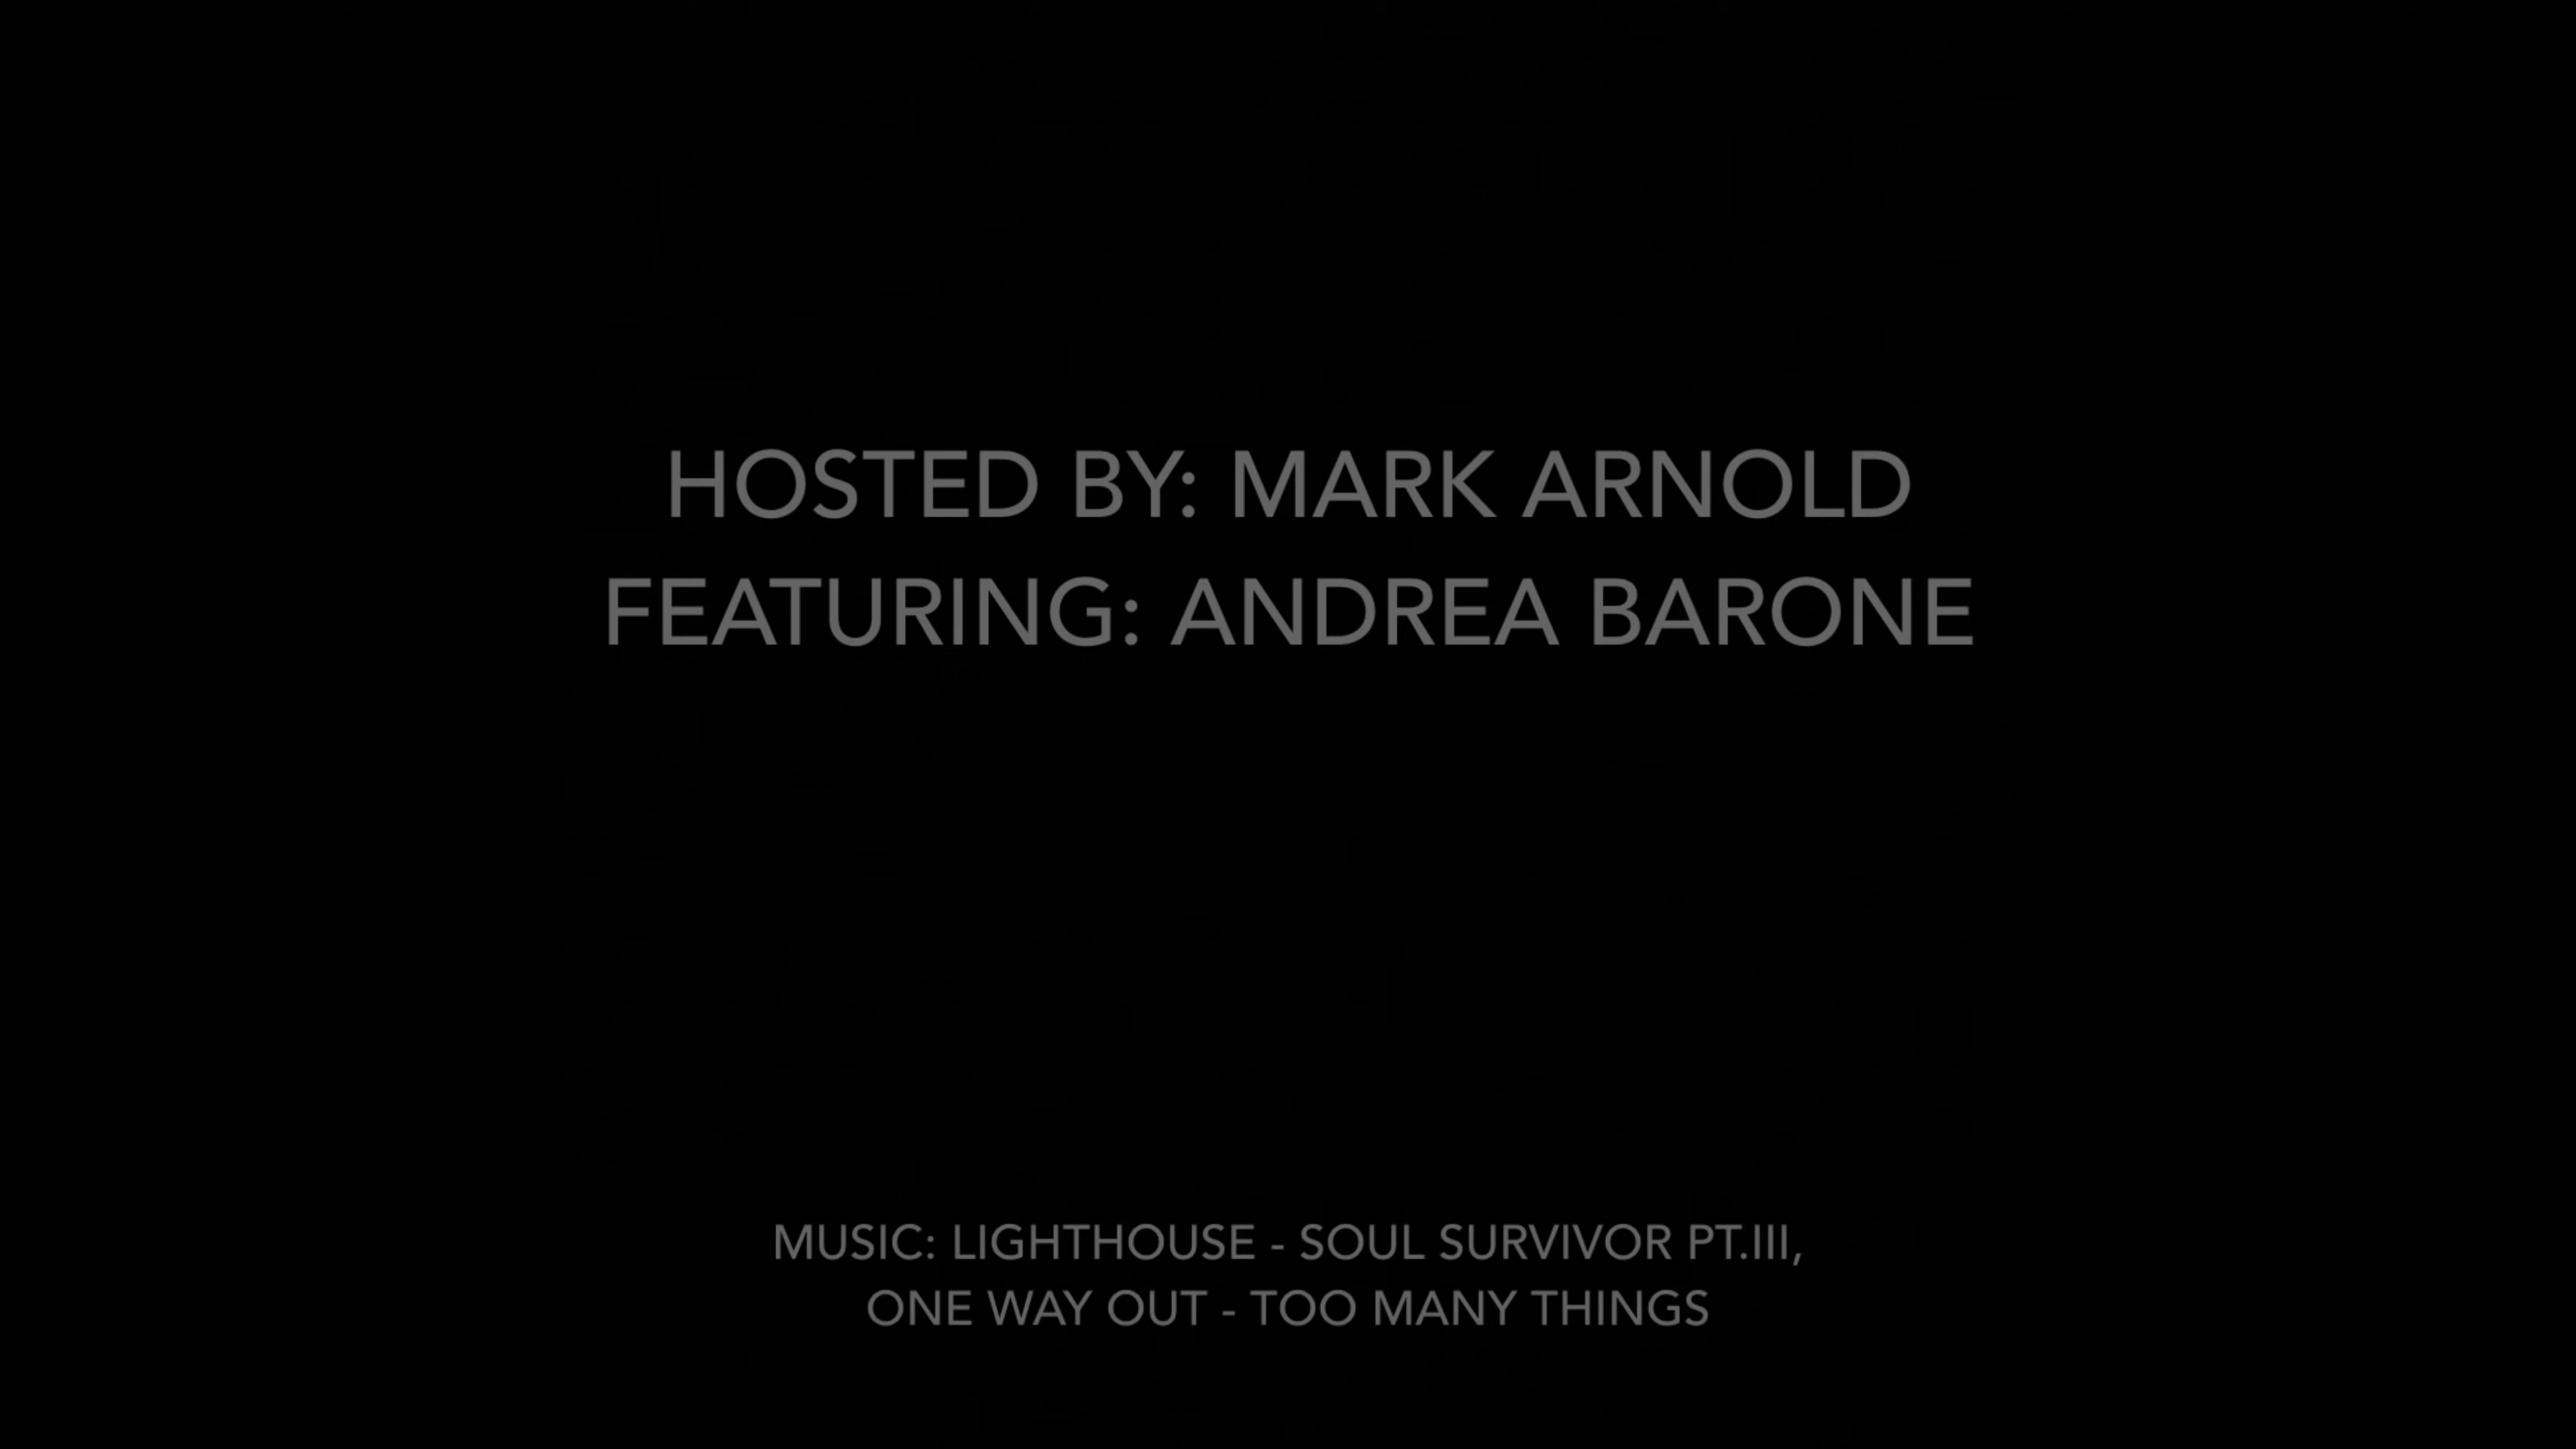 HOSTED BY: MARK ARNOLD
FEATURING: ANDREA BARONE
MUSIC: LIGHTHOUSE - SOUL SURVIVOR PT.III,
ONE WAY OUT - TOO MANY THINGS